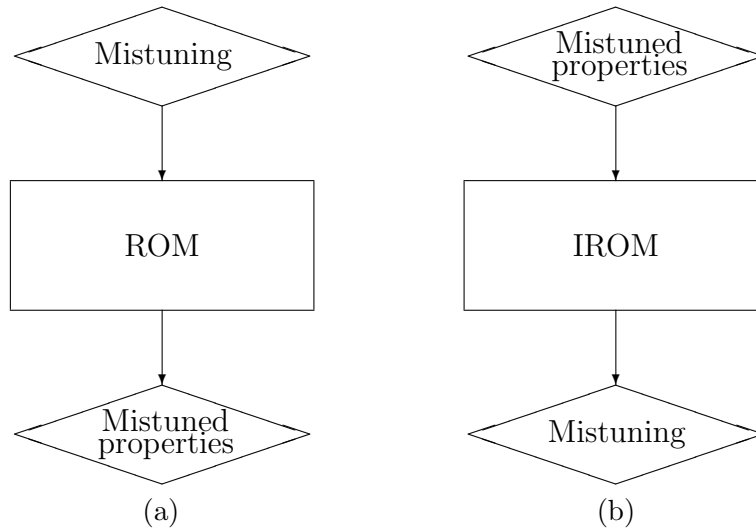 Mistuning
ROM
Mistuned
properties
(a)
Mistuned
properties
IROM
Mistuning
(b)